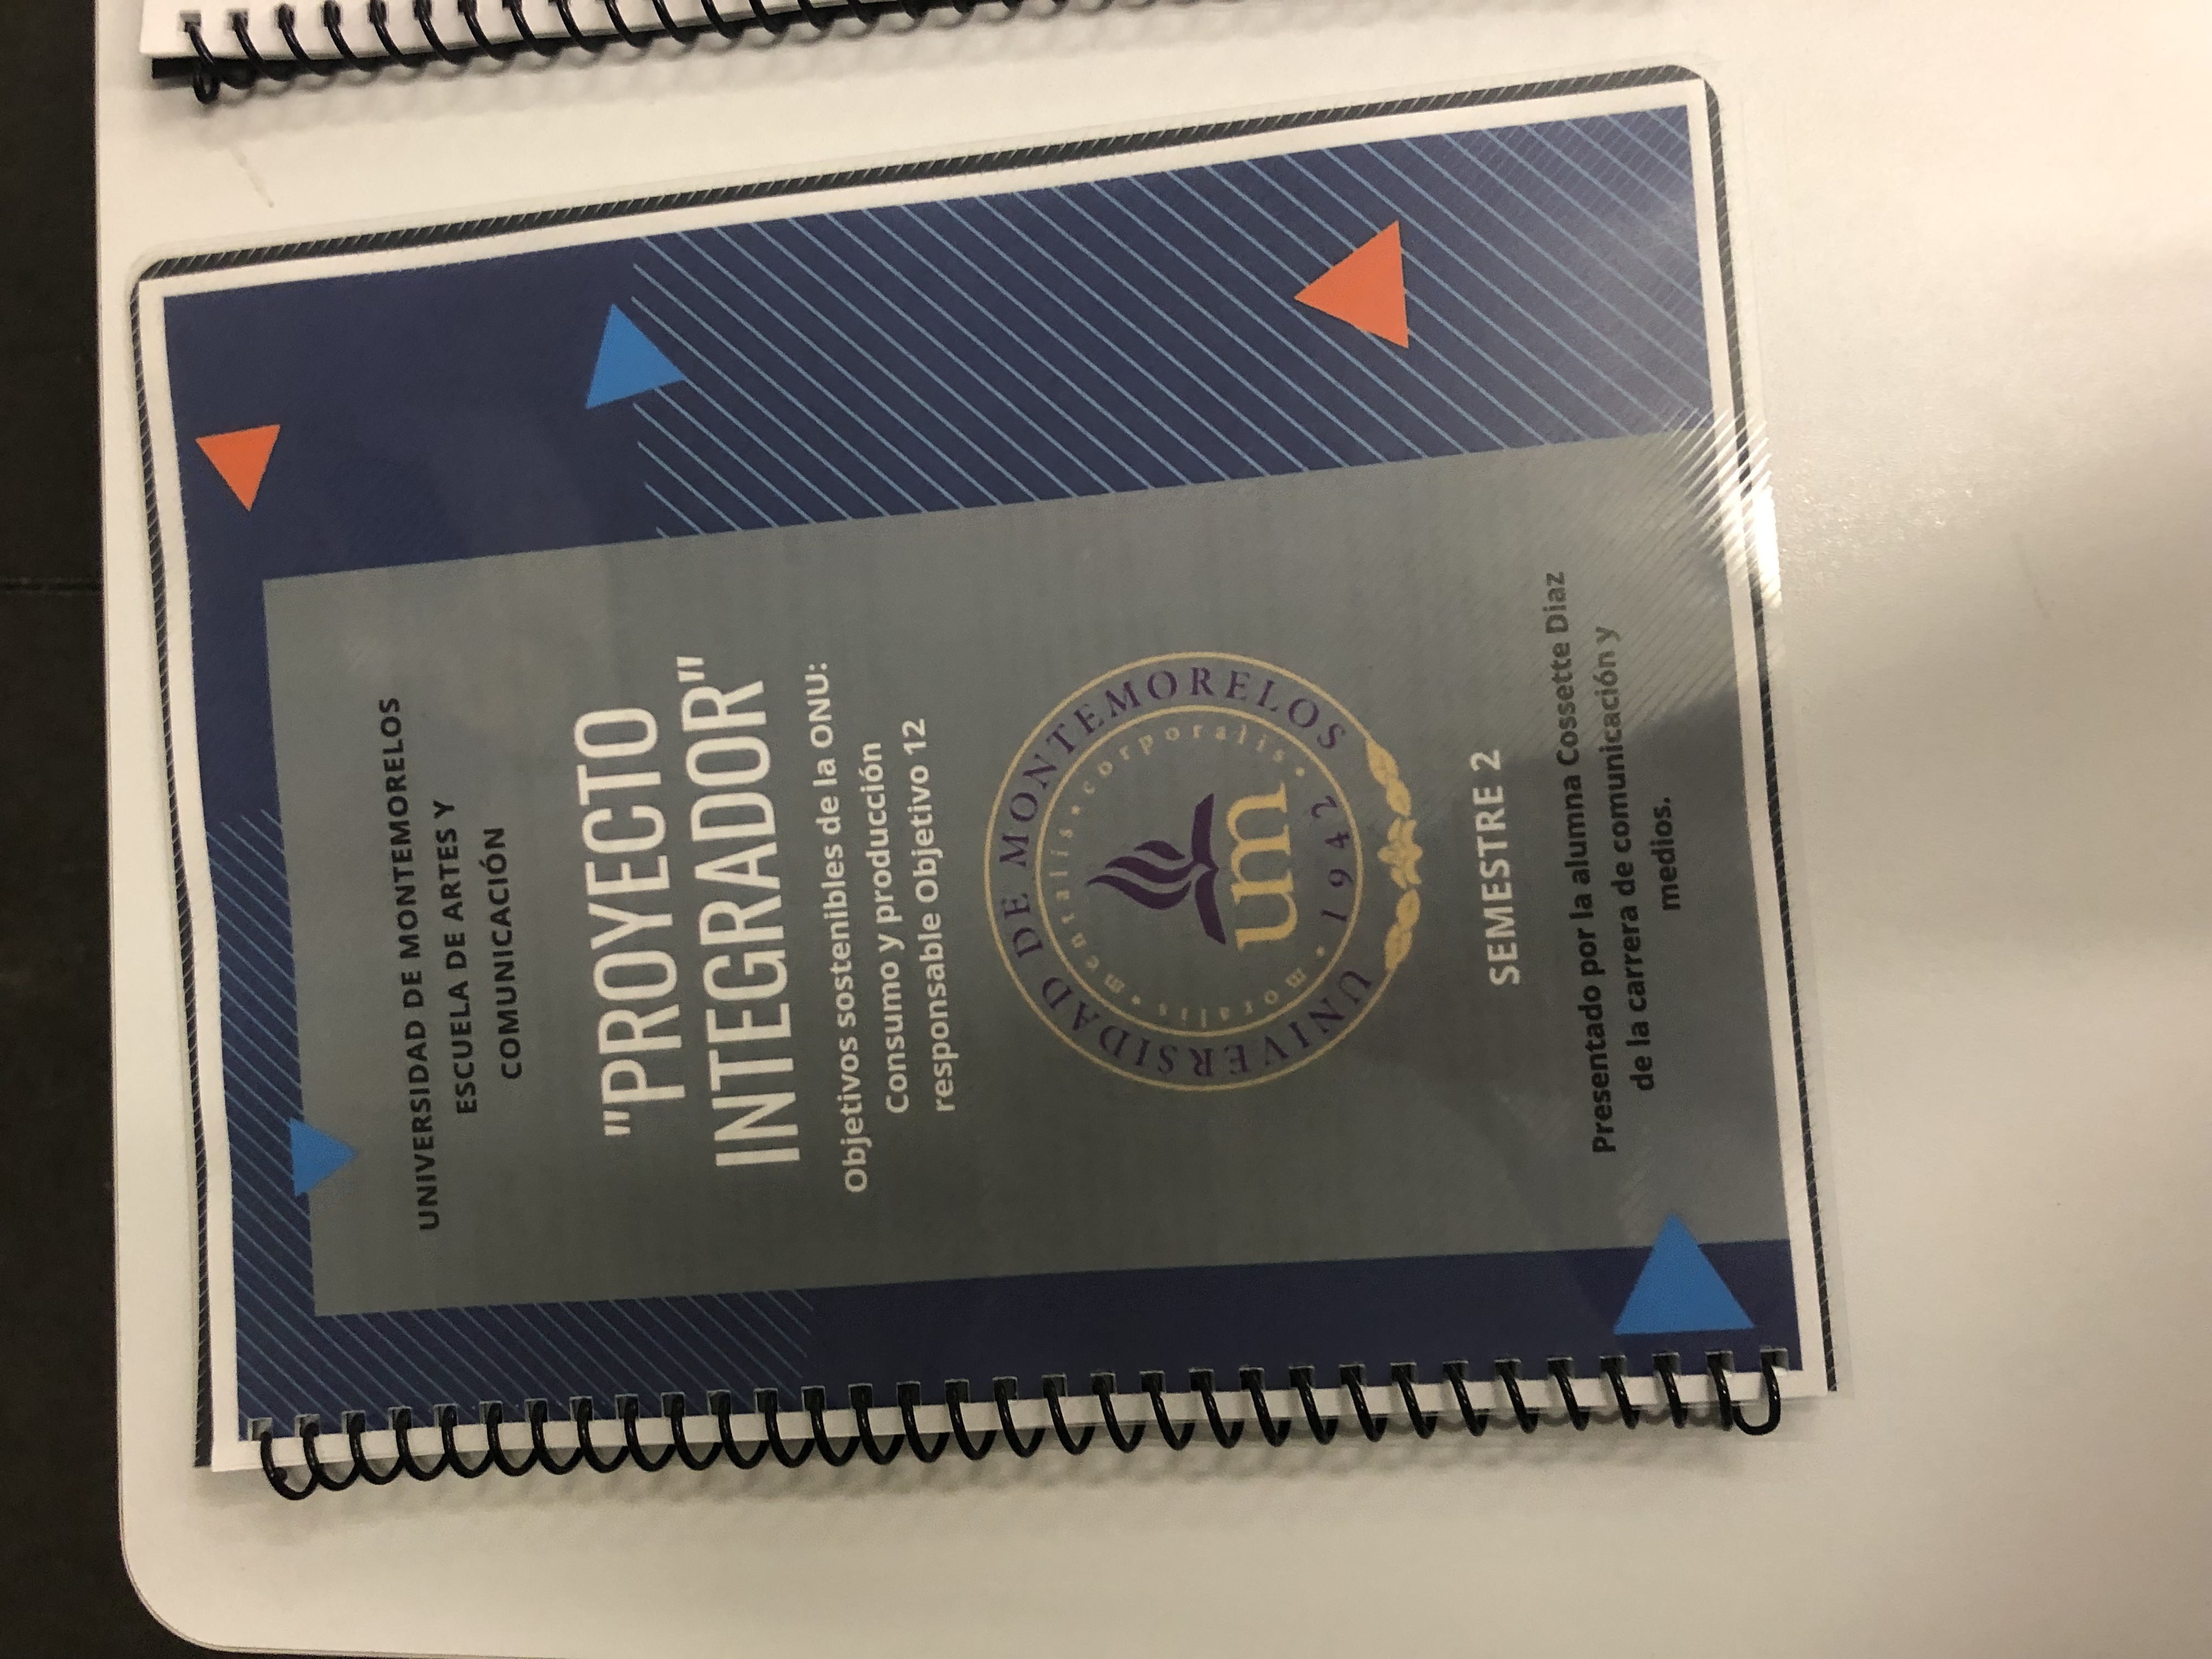 UNIVERSIDAD DE MONTEMORELOS
ESCUELA DE ARTES Y
COMUNICACIÓN
"PROYECTO
INTEGRADOR"
Objetivos sostenibles de la ONU:
Consumo y producción
responsable Objetivo 12
UNIVERSIDAD DE MONTEMORELOS
moralis • mentalis • corporalis • 1942 •
um
SEMESTRE 2
Presentado por la alumna Cossette Diaz
de la carrera de comunicación y
medios.